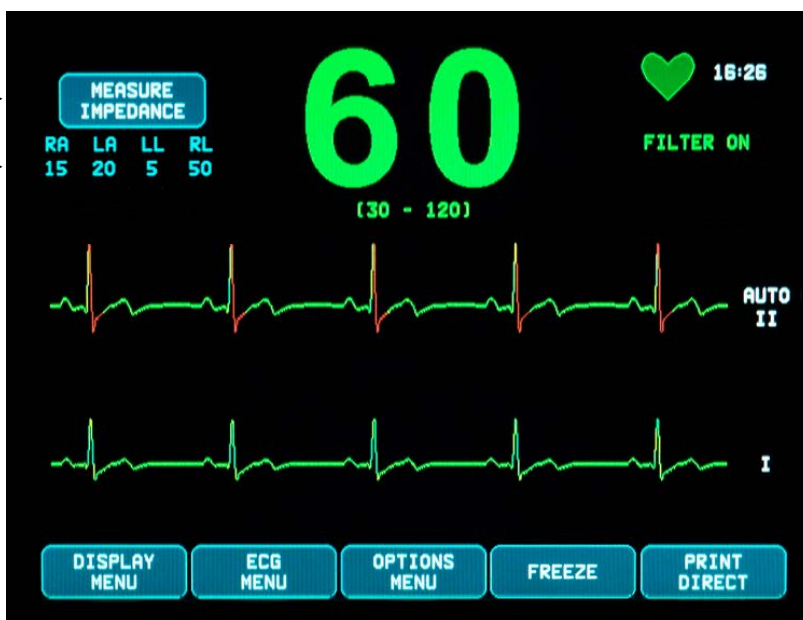 MEASURE
IMPEDANCE
RA LA LL RL
15 20 5 50
60
(30 - 120)
16:26
FILTER ON
AUTO
II
I
DISPLAY
MENU
ECG
MENU
OPTIONS
MENU
FREEZE
PRINT
DIRECT